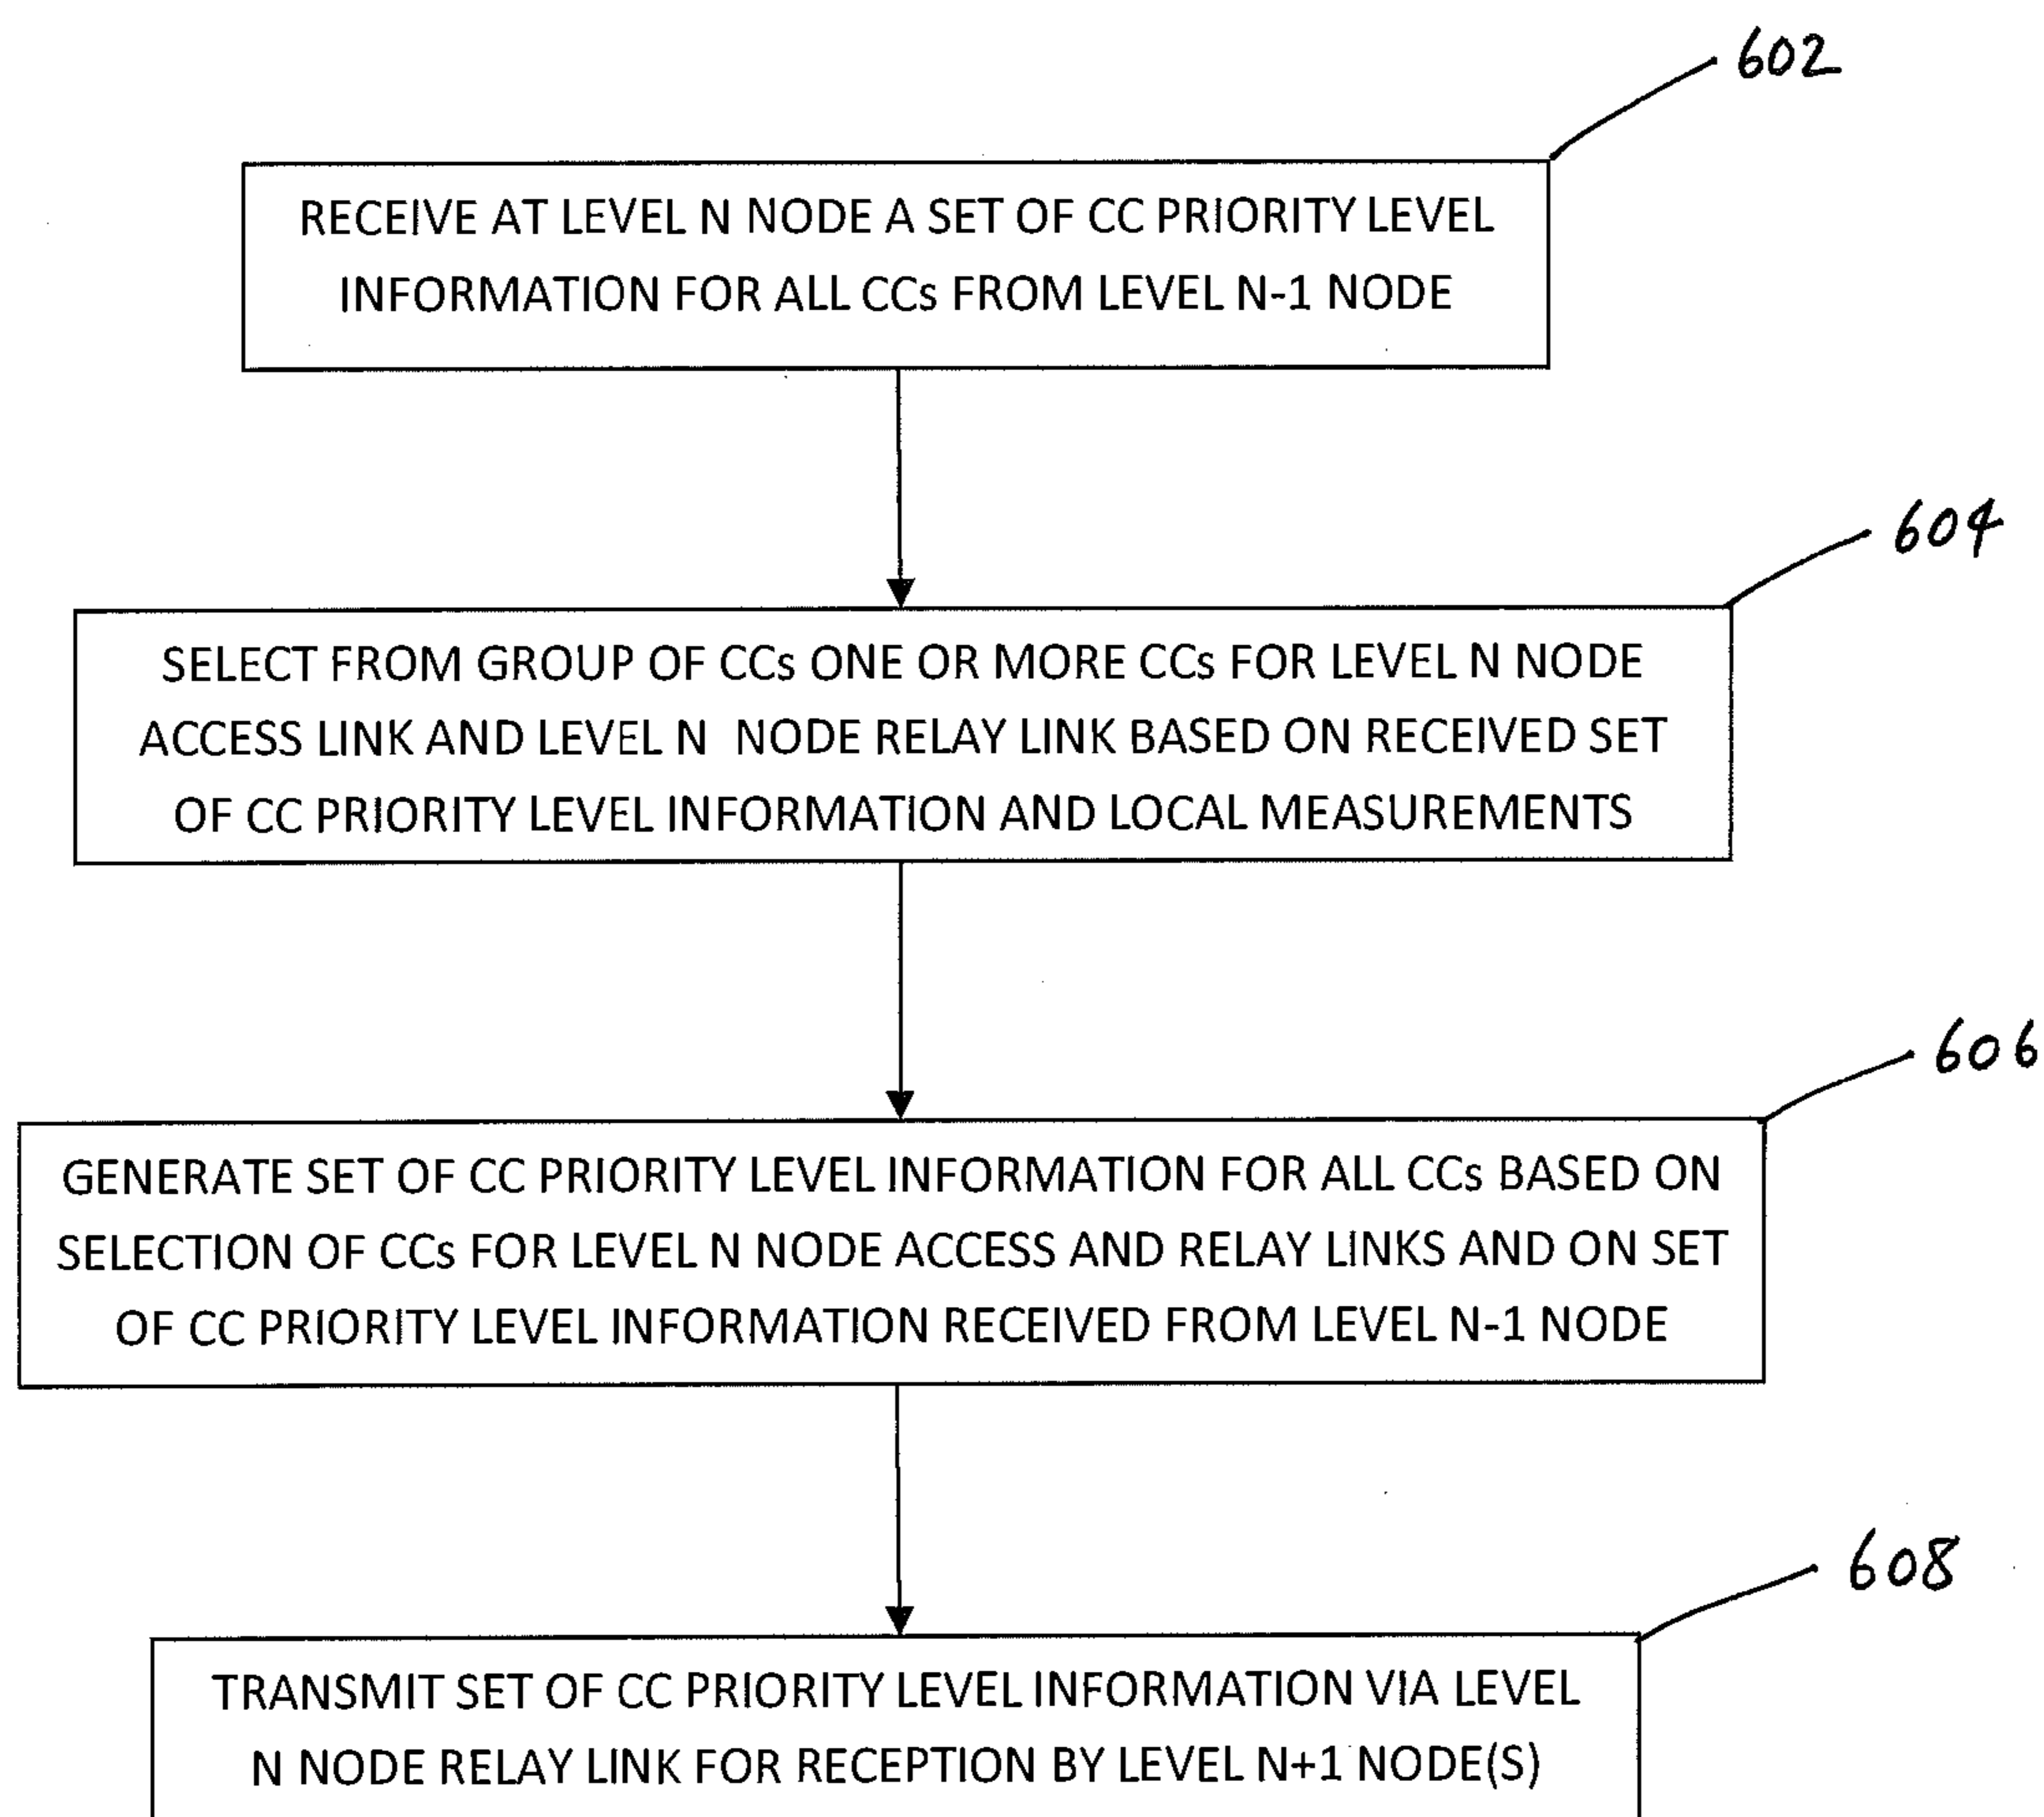 602
RECEIVE AT LEVEL N NODE A SET OF CC PRIORITY LEVEL
INFORMATION FOR ALL CCs FROM LEVEL N-1 NODE
604
SELECT FROM GROUP OF CCs ONE OR MORE CCs FOR LEVEL N NODE
ACCESS LINK AND LEVEL N NODE RELAY LINK BASED ON RECEIVED SET
OF CC PRIORITY LEVEL INFORMATION AND LOCAL MEASUREMENTS
606
GENERATE SET OF CC PRIORITY LEVEL INFORMATION FOR ALL CCs BASED ON
SELECTION OF CCs FOR LEVEL N NODE ACCESS AND RELAY LINKS AND ON SET
OF CC PRIORITY LEVEL INFORMATION RECEIVED FROM LEVEL N-1 NODE
608
TRANSMIT SET OF CC PRIORITY LEVEL INFORMATION VIA LEVEL
N NODE RELAY LINK FOR RECEPTION BY LEVEL N+1 NODE(S)